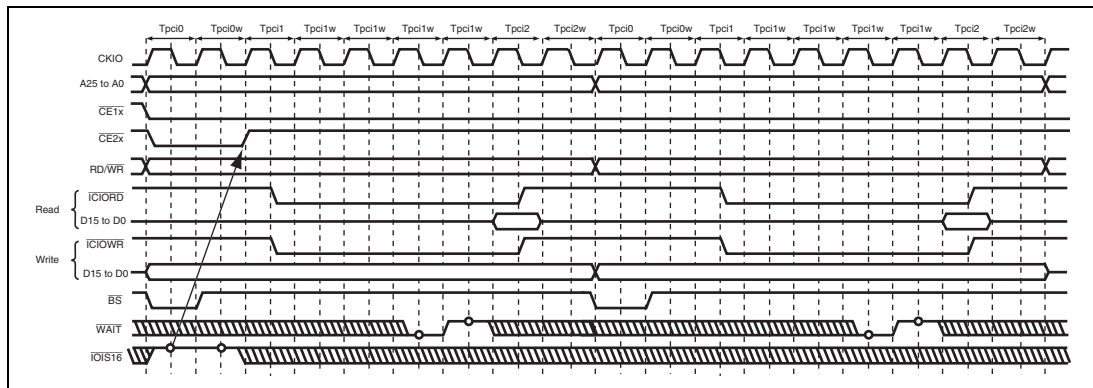 Tpci0 Tpci0w Tpci1 Tpci1w Tpci1w Tpci1w Tpci1w Tpci2 Tpci2w Tpci0 Tpci0w Tpci1 Tpci1w Tpci1w Tpci1w Tpci1w Tpci2 Tpci2w
CKIO
A25 to A0
CE1x
CE2x
RD/WR
Read
ICIORD
D15 to D0
Write
ICIOWR
D15 to D0
BS
WAIT
IOIS16